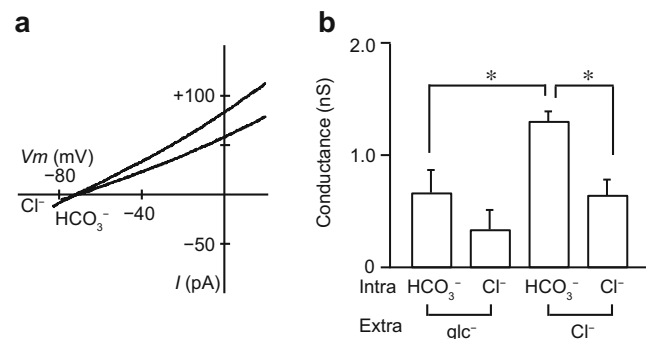 a
+100
Vm (mV)
−80
Cl⁻
HCO₃⁻
−40
−50
I (pA)
b
2.0
1.0
0
Conductance (nS)
*
*
Intra HCO₃⁻ Cl⁻ HCO₃⁻ Cl⁻
Extra glc⁻ Cl⁻